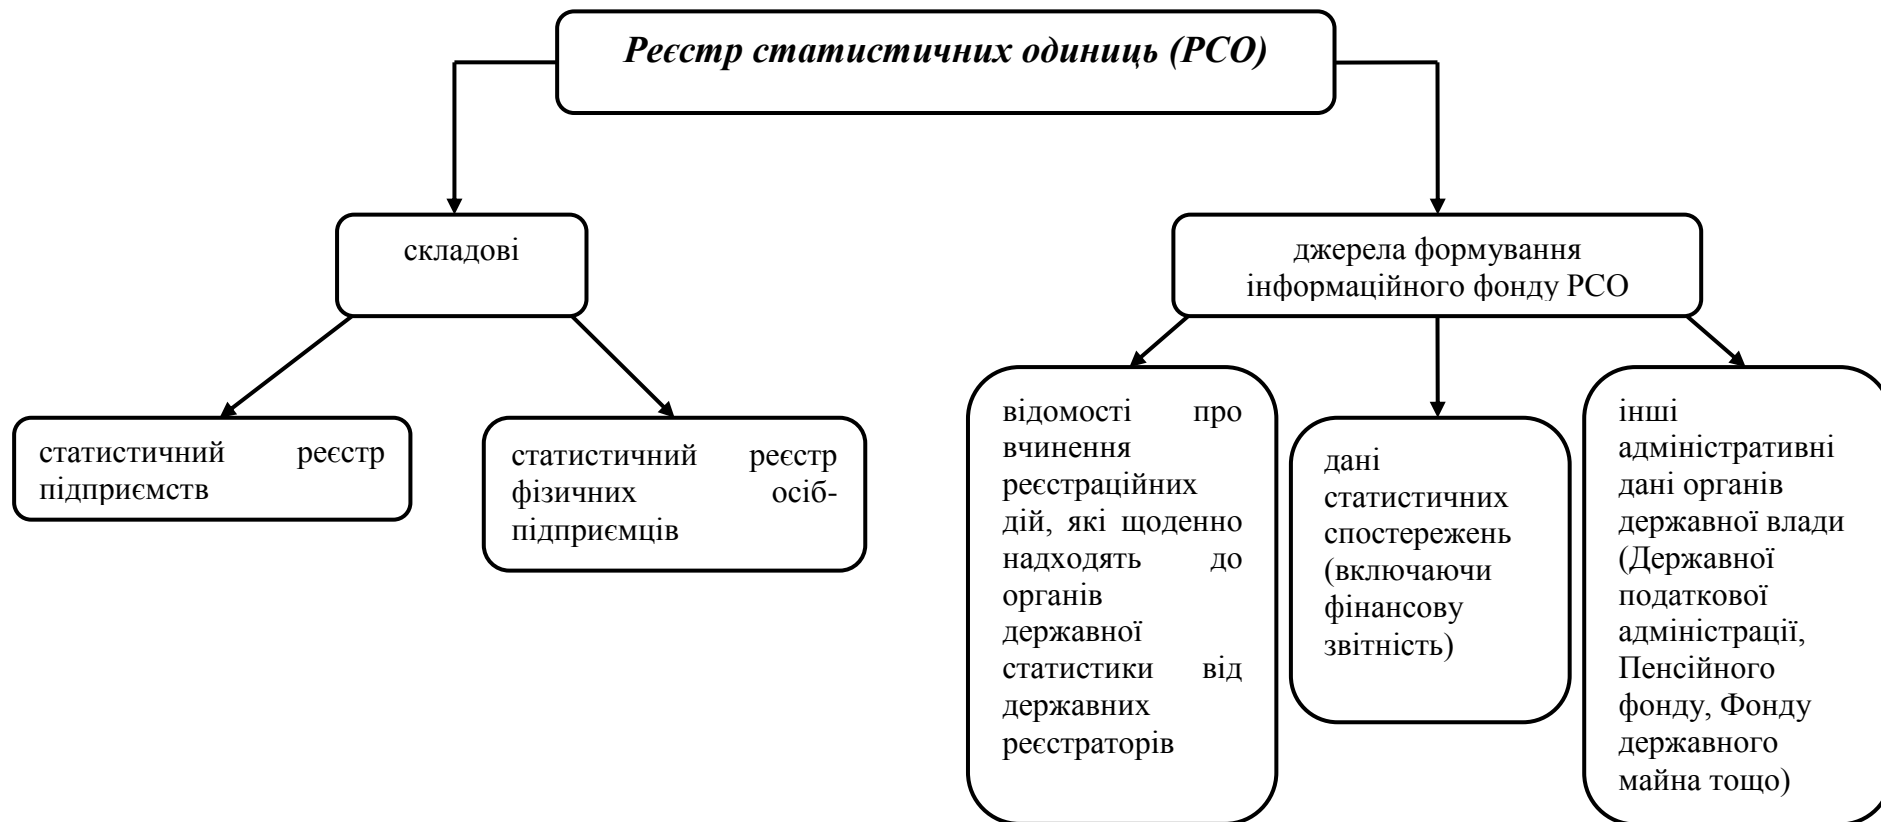 Реєстр статистичних одиниць (РСО)
складові
джерела формування
інформаційного фонду РСО
статистичний реєстр
підприємств
статистичний реєстр
фізичних осіб-
підприємців
відомості про
вчинення
реєстраційних
дій, які щоденно
надходять до
органів
державної
статистики від
державних
реєстраторів
дані
статистичних
спостережень
(включаючи
фінансову
звітність)
інші
адміністративні
дані органів
державної влади
(Державної
податкової
адміністрації,
Пенсійного
фонду, Фонду
державного
майна тощо)